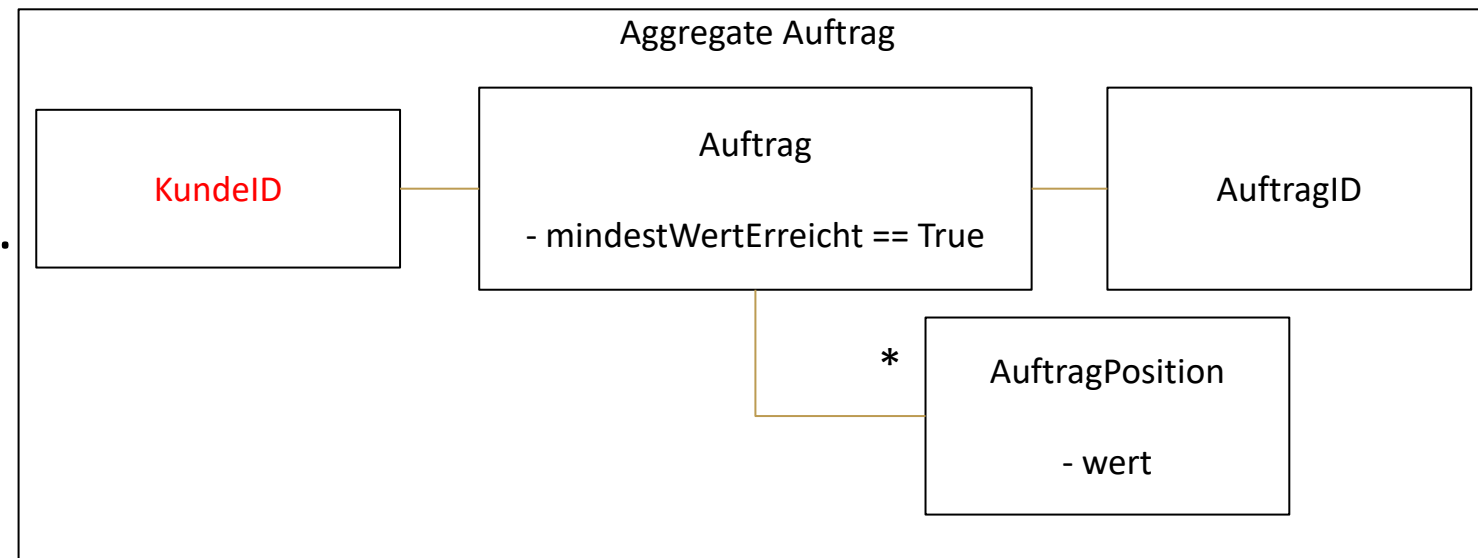 Aggregate Auftrag
KundeID
Auftrag
- mindestWertErreicht == True
AuftragID
.
*
AuftragPosition
- wert